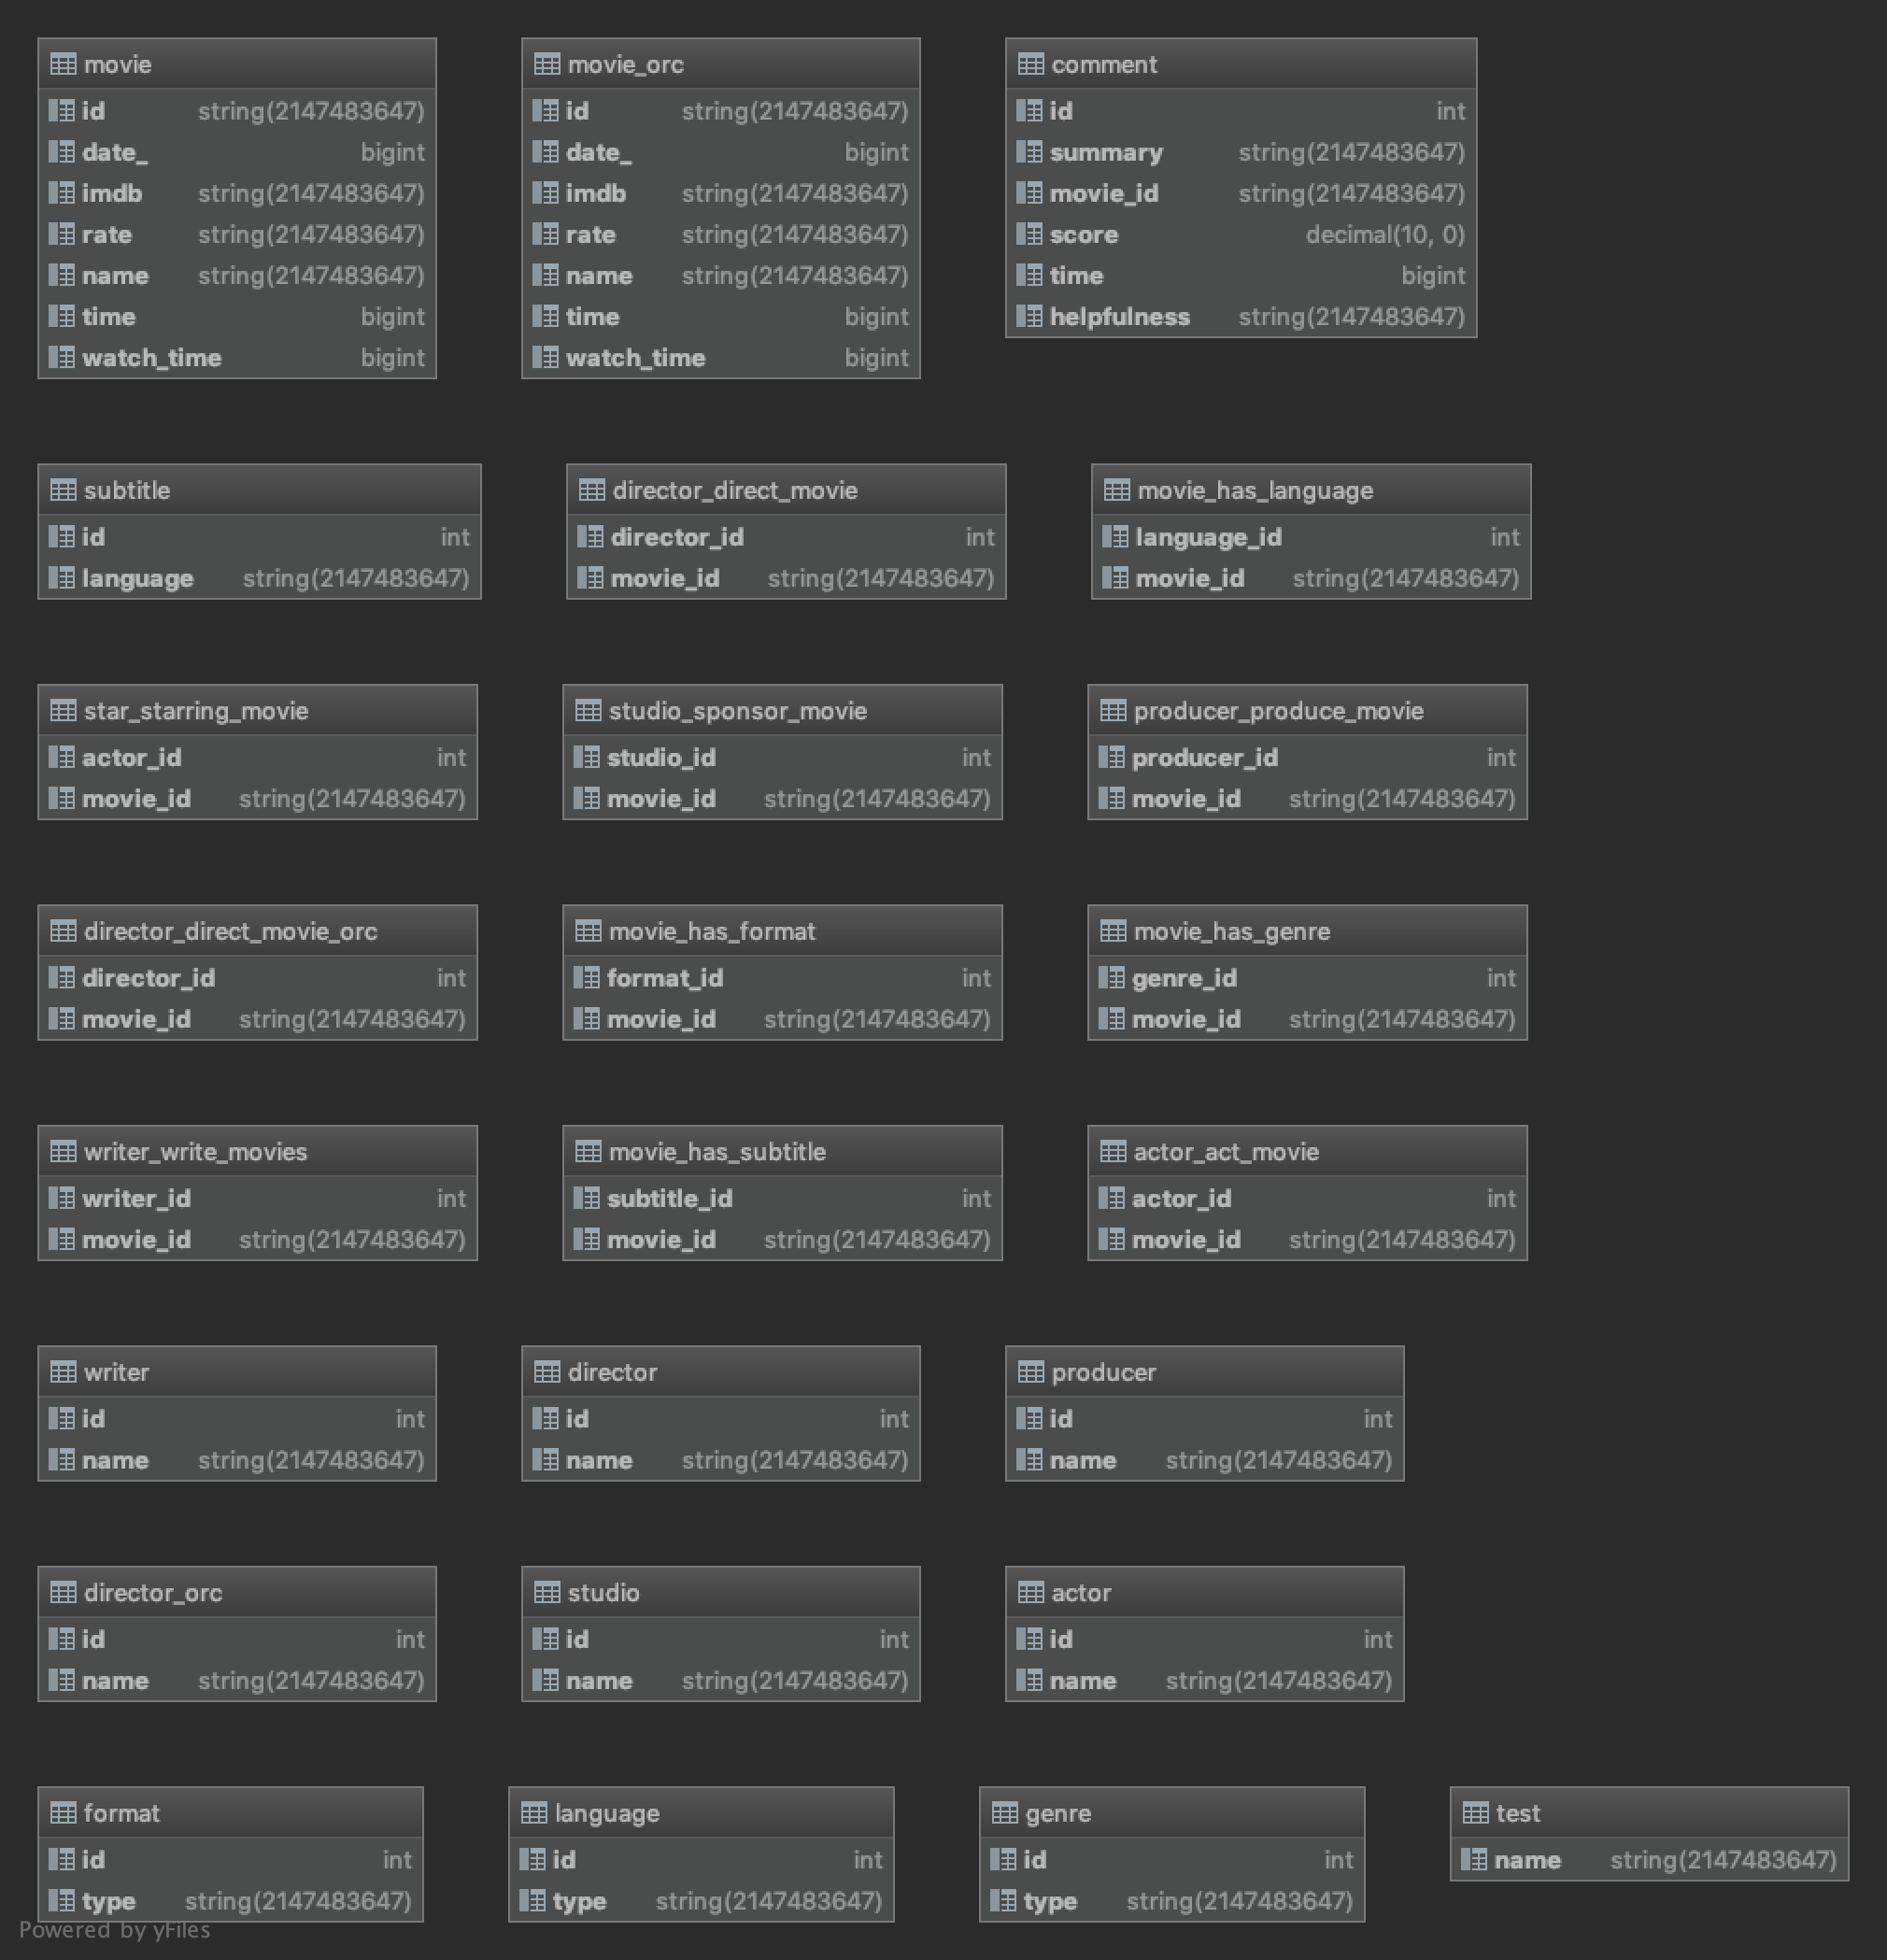 movie
id string(2147483647)
date_ bigint
imdb string(2147483647)
rate string(2147483647)
name string(2147483647)
time bigint
watch_time bigint
movie_orc
id string(2147483647)
date_ bigint
imdb string(2147483647)
rate string(2147483647)
name string(2147483647)
time bigint
watch_time bigint
comment
id int
summary string(2147483647)
movie_id string(2147483647)
score decimal(10, 0)
time bigint
helpfulness string(2147483647)
subtitle
id int
language string(2147483647)
director_direct_movie
director_id int
movie_id string(2147483647)
movie_has_language
language_id int
movie_id string(2147483647)
star_starring_movie
actor_id int
movie_id string(2147483647)
studio_sponsor_movie
studio_id int
movie_id string(2147483647)
producer_produce_movie
producer_id int
movie_id string(2147483647)
director_direct_movie_orc
director_id int
movie_id string(2147483647)
movie_has_format
format_id int
movie_id string(2147483647)
movie_has_genre
genre_id int
movie_id string(2147483647)
writer_write_movies
writer_id int
movie_id string(2147483647)
movie_has_subtitle
subtitle_id int
movie_id string(2147483647)
actor_act_movie
actor_id int
movie_id string(2147483647)
writer
id int
name string(2147483647)
director
id int
name string(2147483647)
producer
id int
name string(2147483647)
director_orc
id int
name string(2147483647)
studio
id int
name string(2147483647)
actor
id int
name string(2147483647)
format
id int
type string(2147483647)
language
id int
type string(2147483647)
genre
id int
type string(2147483647)
test
name string(2147483647)
Powered by yFiles